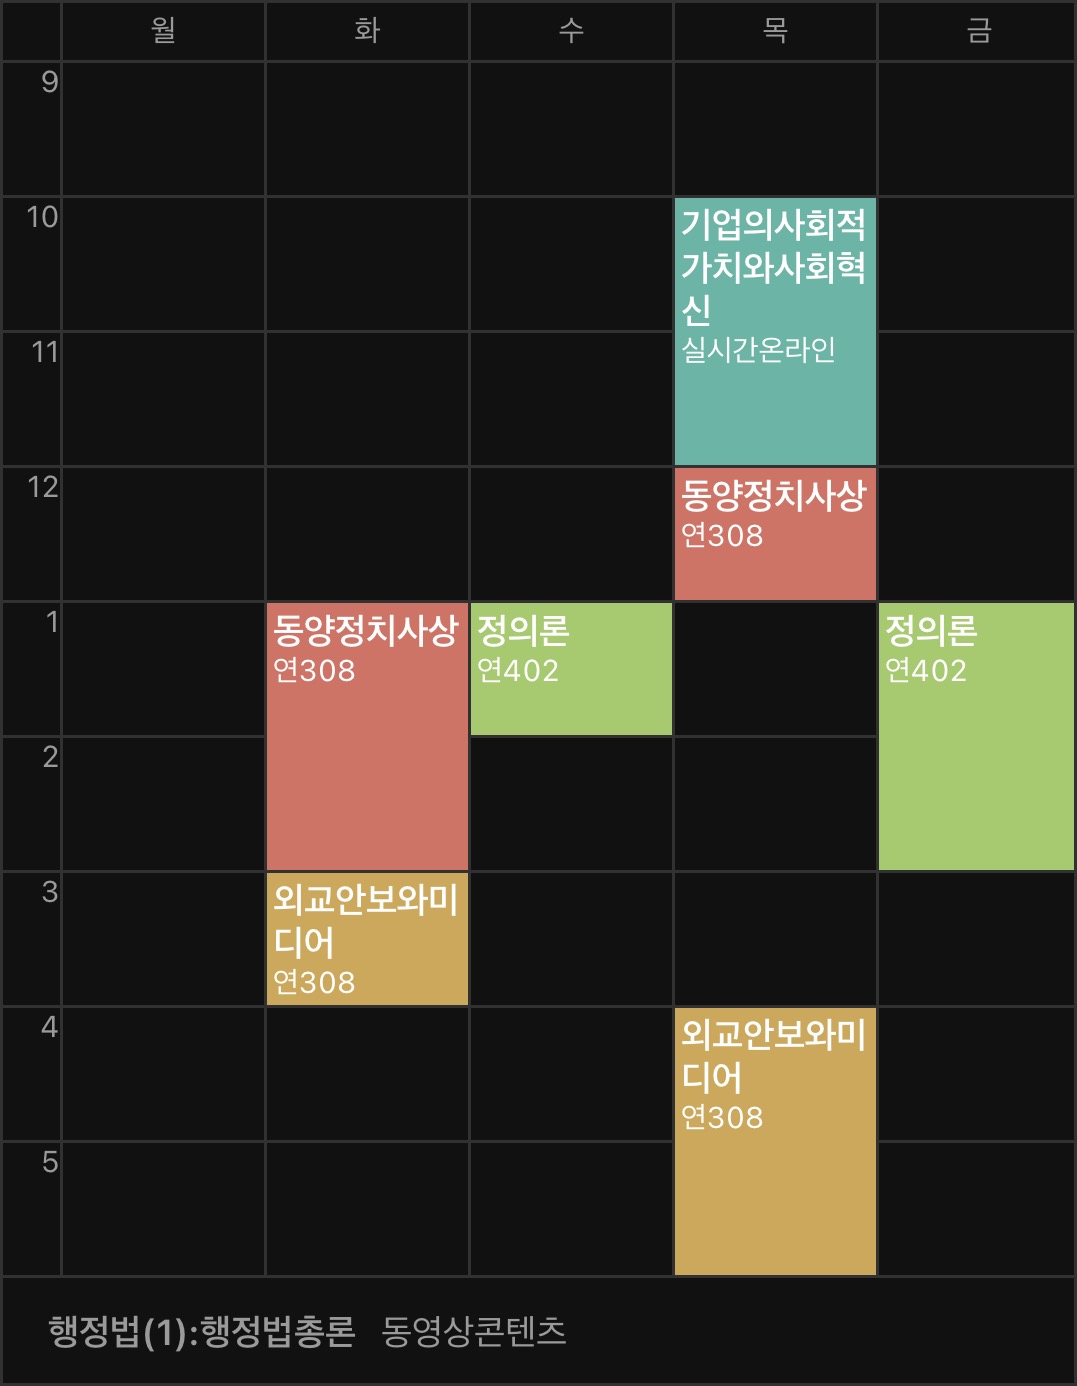 월 화 수 목 금
9
10
기업의사회적
가치와사회혁
신
실시간온라인
11
12
동양정치사상
연308
1
동양정치사상
연308
정의론
연402
정의론
연402
2
3
외교안보와미
디어
연308
4
외교안보와미
디어
연308
5
행정법(1):행정법총론 동영상콘텐츠